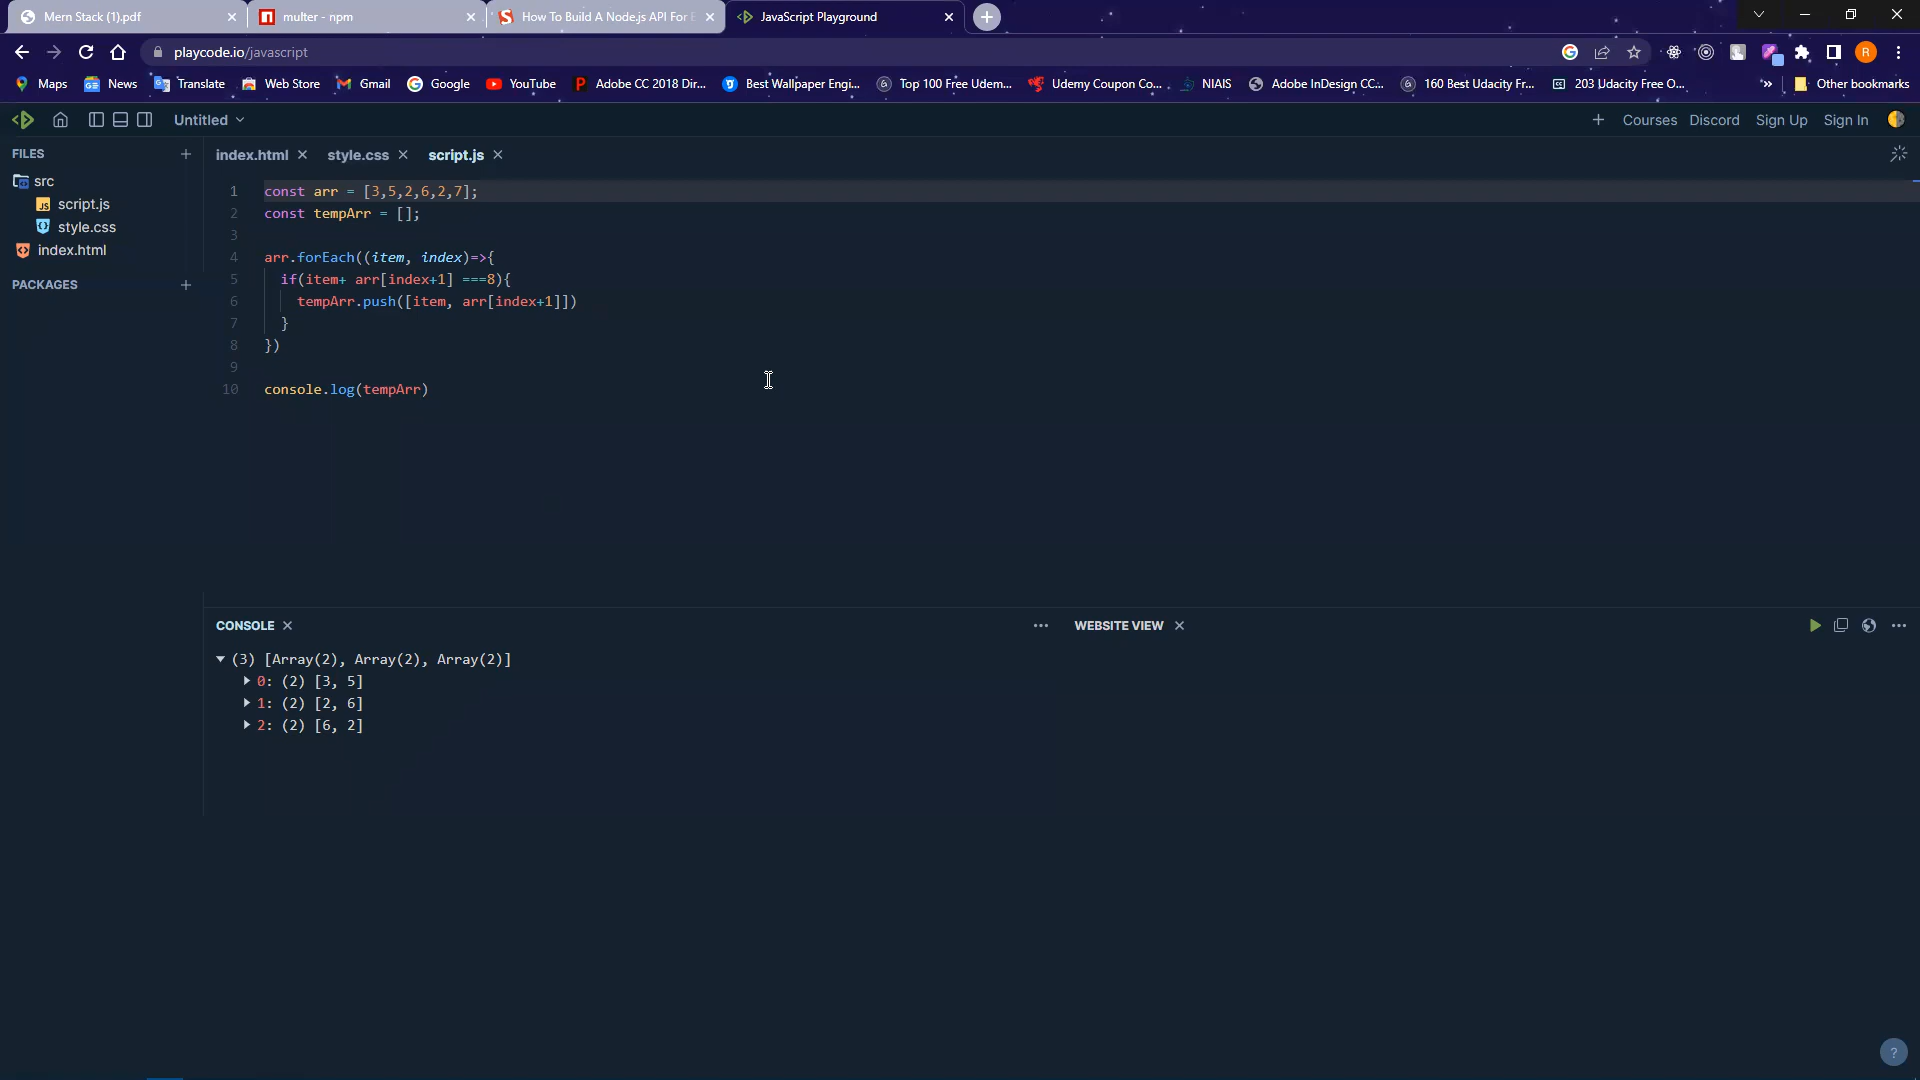 Mern Stack (1).pdf
multer - npm
How To Build A Node.js API For E
JavaScript Playground
playcode.io/javascript
Maps
News
Translate
Web Store
Gmail
Google
YouTube
Adobe CC 2018 Dir...
Best Wallpaper Engi...
Top 100 Free Udem...
Udemy Coupon Co...
NIAIS
Adobe InDesign CC...
160 Best Udacity Fr...
203 Udacity Free O...
»
Other bookmarks
R
Untitled
Courses
Discord
Sign Up
Sign In
FILES
src
script.js
style.css
index.html
PACKAGES
index.html
style.css
script.js
1 const arr = [3,5,2,6,2,7];
2 const tempArr = [];
3
4 arr.forEach((item, index)=>{
5 if(item+ arr[index+1] ===8){
6 tempArr.push([item, arr[index+1]])
7 }
8 })
9
10 console.log(tempArr)
CONSOLE
(3) [Array(2), Array(2), Array(2)]
0: (2) [3, 5]
1: (2) [2, 6]
2: (2) [6, 2]
WEBSITE VIEW
?